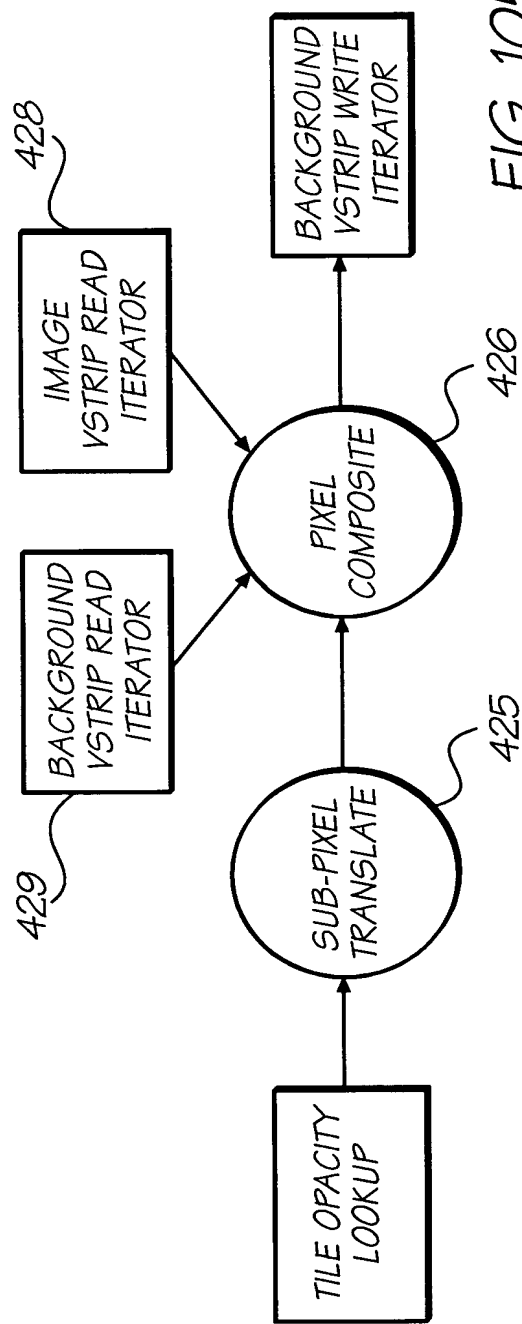 429
BACKGROUND
VSTRIP READ
ITERATOR
IMAGE
VSTRIP READ
ITERATOR
428
TILE OPACITY
LOOKUP
SUB-PIXEL
TRANSLATE
425
PIXEL
COMPOSITE
426
BACKGROUND
VSTRIP WRITE
ITERATOR
FIG.